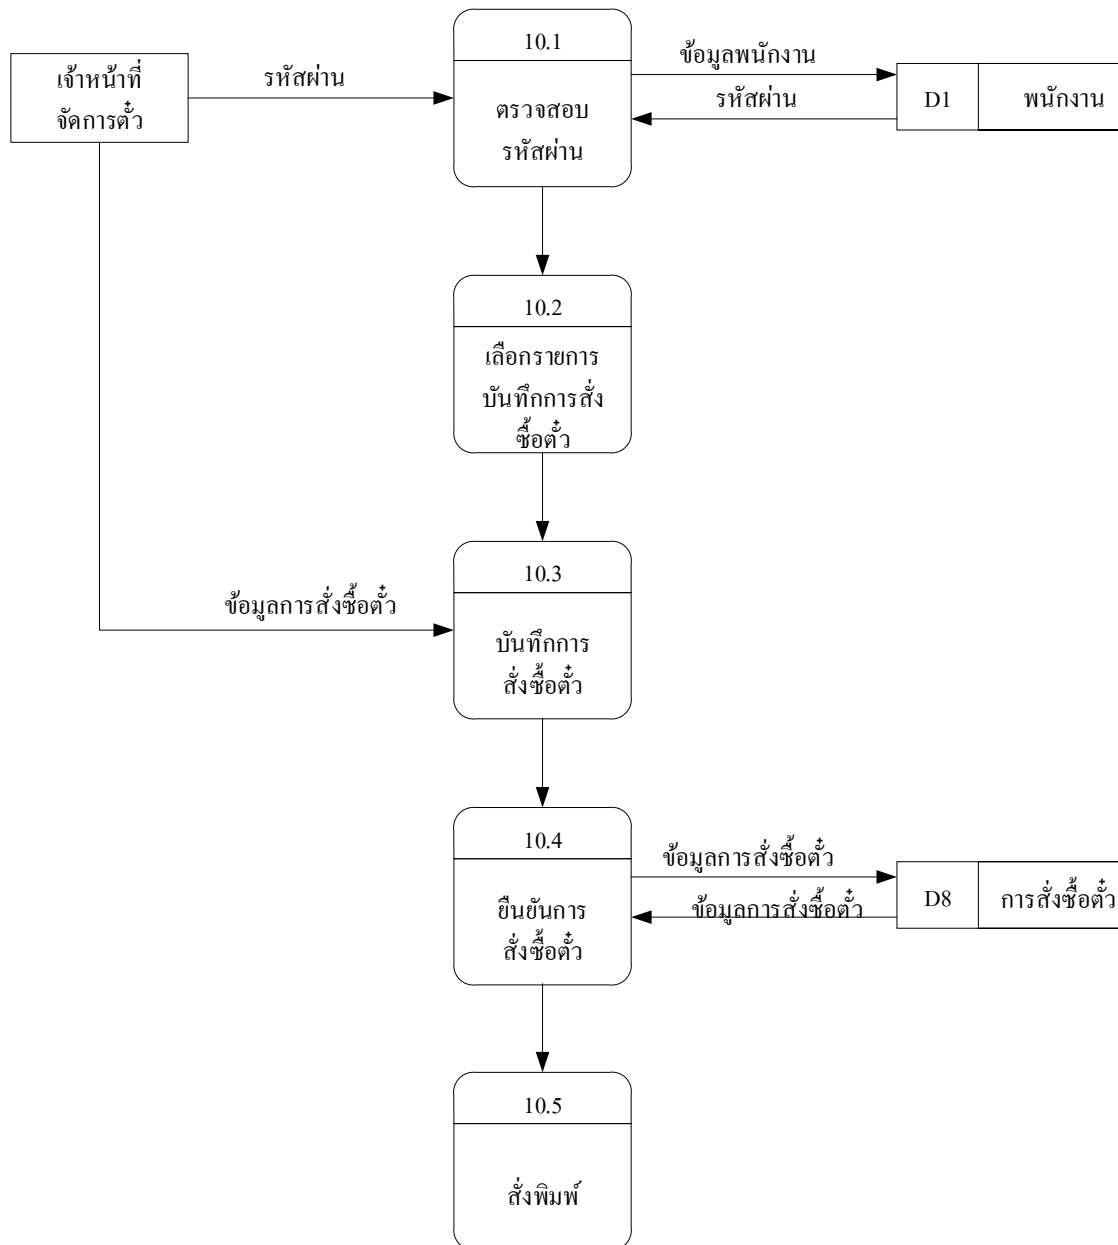 10.1
เจ้าหน้าที่
จัดการตั๋ว
รหัสผ่าน
ตรวจสอบ
รหัสผ่าน
ข้อมูลพนักงาน
รหัสผ่าน
D1
พนักงาน
10.2
เลือกรายการ
บันทึกการสั่ง
ซื้อตั๋ว
10.3
ข้อมูลการสั่งซื้อตั๋ว
บันทึกการ
สั่งซื้อตั๋ว
10.4
ยืนยันการ
สั่งซื้อตั๋ว
ข้อมูลการสั่งซื้อตั๋ว
ข้อมูลการสั่งซื้อตั๋ว
D8
การสั่งซื้อตั๋ว
10.5
สั่งพิมพ์